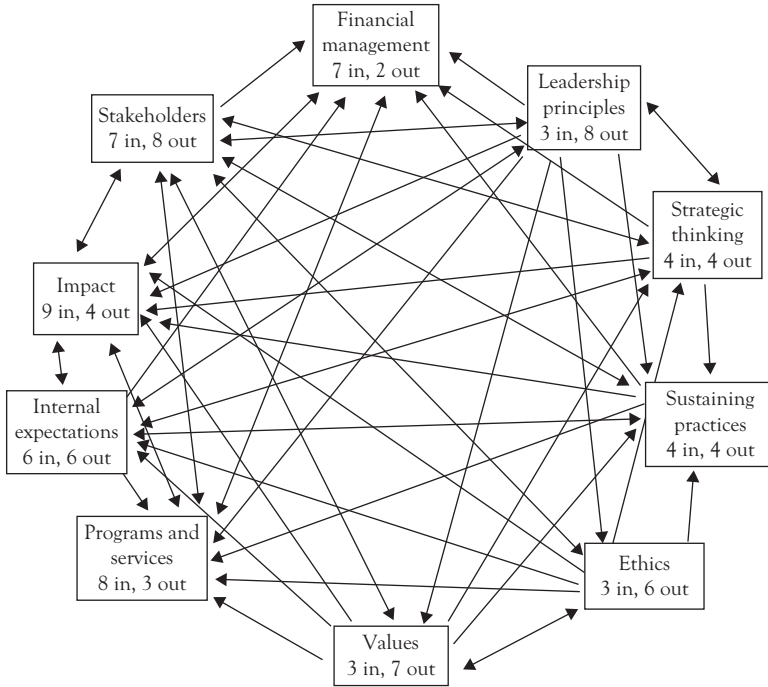 Financial
management
7 in, 2 out
Leadership
principles
3 in, 8 out
Stakeholders
7 in, 8 out
Strategic
thinking
4 in, 4 out
Impact
9 in, 4 out
Internal
expectations
6 in, 6 out
Sustaining
practices
4 in, 4 out
Programs and
services
8 in, 3 out
Ethics
3 in, 6 out
Values
3 in, 7 out